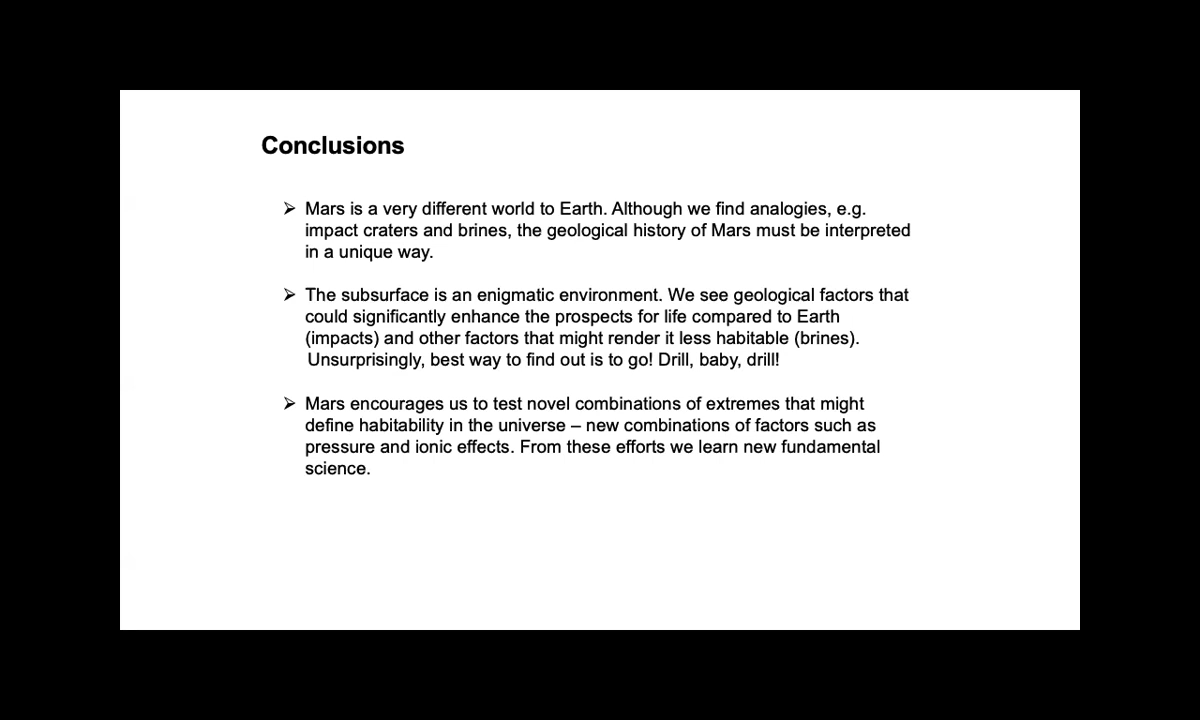 Conclusions
➢ Mars is a very different world to Earth. Although we find analogies, e.g.
impact craters and brines, the geological history of Mars must be interpreted
in a unique way.
➢ The subsurface is an enigmatic environment. We see geological factors that
could significantly enhance the prospects for life compared to Earth
(impacts) and other factors that might render it less habitable (brines).
Unsurprisingly, best way to find out is to go! Drill, baby, drill!
➢ Mars encourages us to test novel combinations of extremes that might
define habitability in the universe – new combinations of factors such as
pressure and ionic effects. From these efforts we learn new fundamental
science.